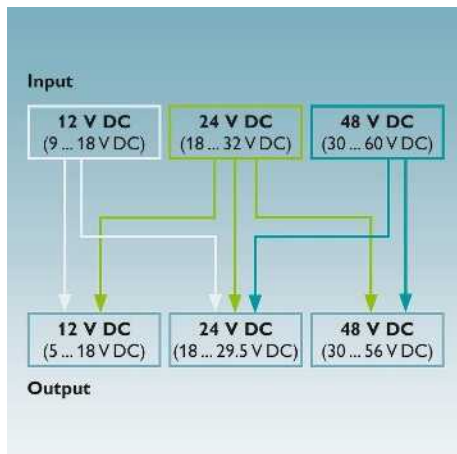 Input
12 V DC
(9 ... 18 V DC)
24 V DC
(18 ... 32 V DC)
48 V DC
(30 ... 60 V DC)
12 V DC
(5 ... 18 V DC)
24 V DC
(18 ... 29.5 V DC)
48 V DC
(30 ... 56 V DC)
Output